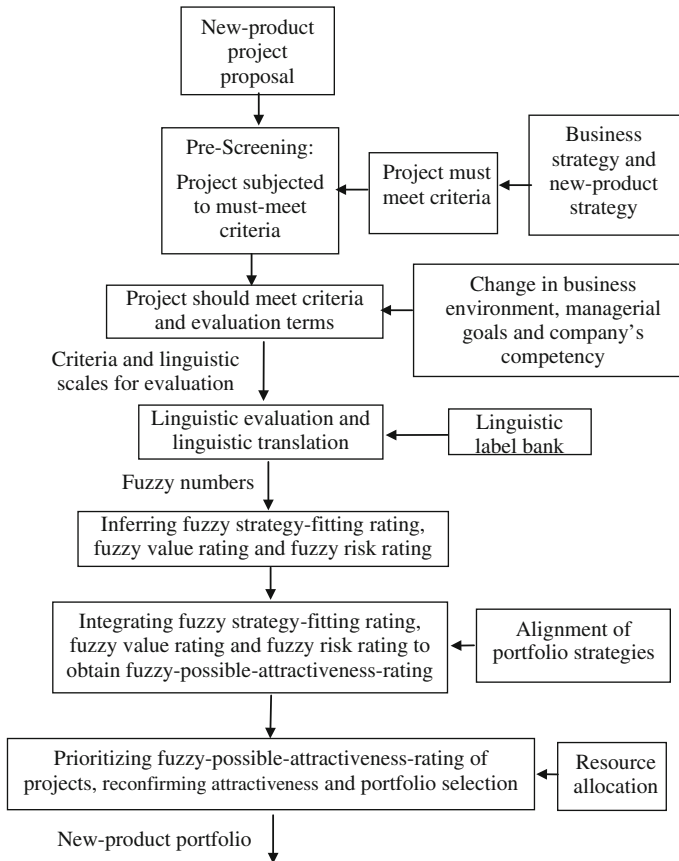 New-product
project
proposal
Pre-Screening:
Project subjected
to must-meet
criteria
Project must
meet criteria
Business
strategy and
new-product
strategy
Project should meet criteria
and evaluation terms
Change in business
environment, managerial
goals and company's
competency
Criteria and linguistic
scales for evaluation
Linguistic evaluation and
linguistic translation
Linguistic
label bank
Fuzzy numbers
Inferring fuzzy strategy-fitting rating,
fuzzy value rating and fuzzy risk rating
Integrating fuzzy strategy-fitting rating,
fuzzy value rating and fuzzy risk rating to
obtain fuzzy-possible-attractiveness-rating
Alignment of
portfolio strategies
Prioritizing fuzzy-possible-attractiveness-rating of
projects, reconfirming attractiveness and portfolio selection
Resource
allocation
New-product portfolio